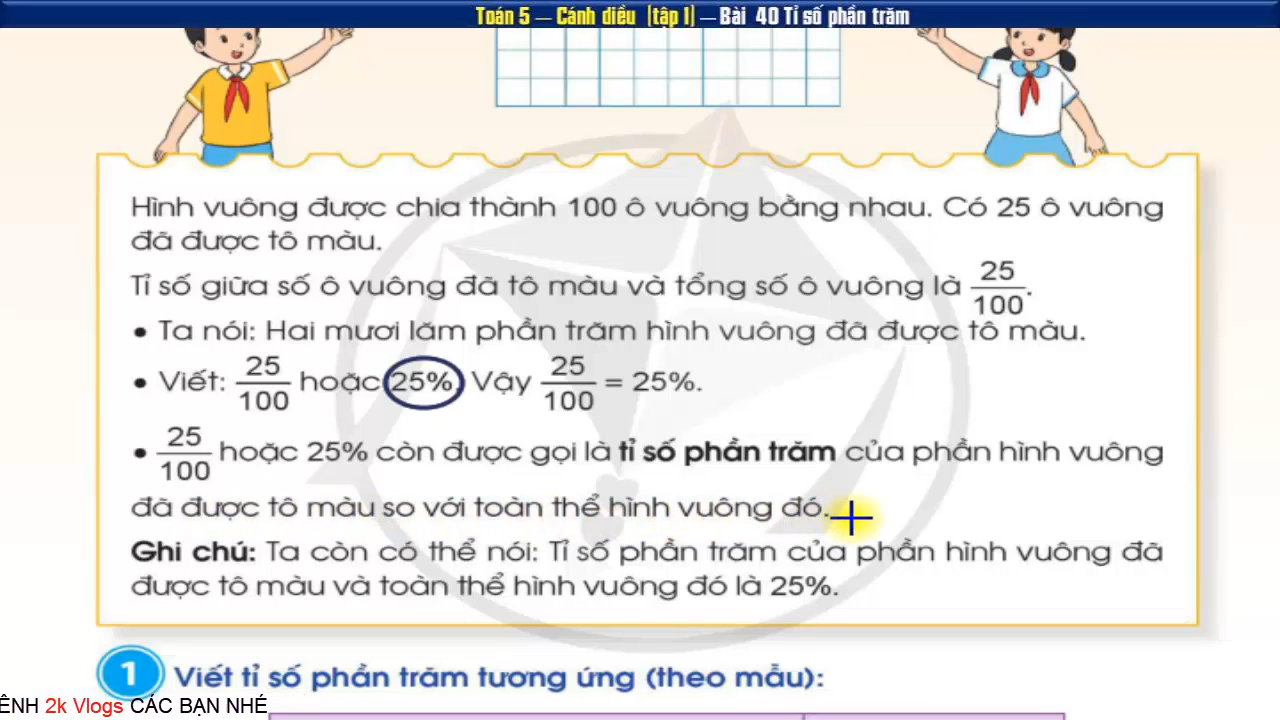 Toán 5 – Cánh diều (tập 1) – Bài 40 Tỉ số phần trăm
Hình vuông được chia thành 100 ô vuông bằng nhau. Có 25 ô vuông
đã được tô màu.
Tỉ số giữa số ô vuông đã tô màu và tổng số ô vuông là 25/100.
• Ta nói: Hai mươi lăm phần trăm hình vuông đã được tô màu.
• Viết: 25/100 hoặc 25%. Vậy 25/100 = 25%.
• 25/100 hoặc 25% còn được gọi là tỉ số phần trăm của phần hình vuông
đã được tô màu so với toàn thể hình vuông đó.
Ghi chú: Ta còn có thể nói: Tỉ số phần trăm của phần hình vuông đã
được tô màu và toàn thể hình vuông đó là 25%.
1 Viết tỉ số phần trăm tương ứng (theo mẫu):
ÊNH 2k Vlogs CÁC BẠN NHÉ